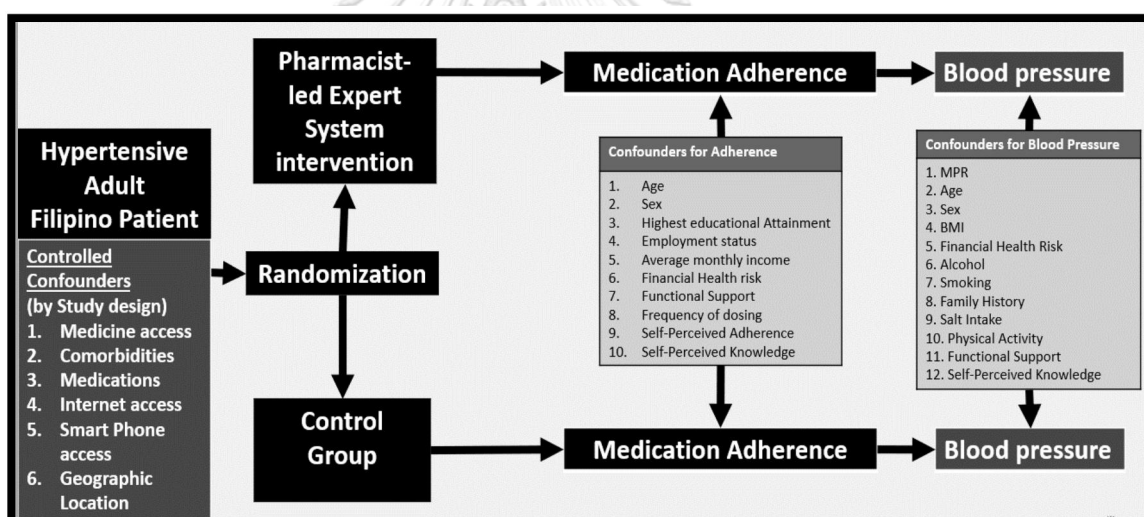 Hypertensive
Adult
Filipino Patient
Controlled
Confounders
(by Study design)
1. Medicine access
2. Comorbidities
3. Medications
4. Internet access
5. Smart Phone
access
6. Geographic
Location
Randomization
Pharmacist-
led Expert
System
intervention
Control
Group
Medication Adherence
Blood pressure
Confounders for Adherence
1. Age
2. Sex
3. Highest educational Attainment
4. Employment status
5. Average monthly income
6. Financial Health risk
7. Functional Support
8. Frequency of dosing
9. Self-Perceived Adherence
10. Self-Perceived Knowledge
Confounders for Blood Pressure
1. MPR
2. Age
3. Sex
4. BMI
5. Financial Health Risk
6. Alcohol
7. Smoking
8. Family History
9. Salt Intake
10. Physical Activity
11. Functional Support
12. Self-Perceived Knowledge
Medication Adherence
Blood pressure